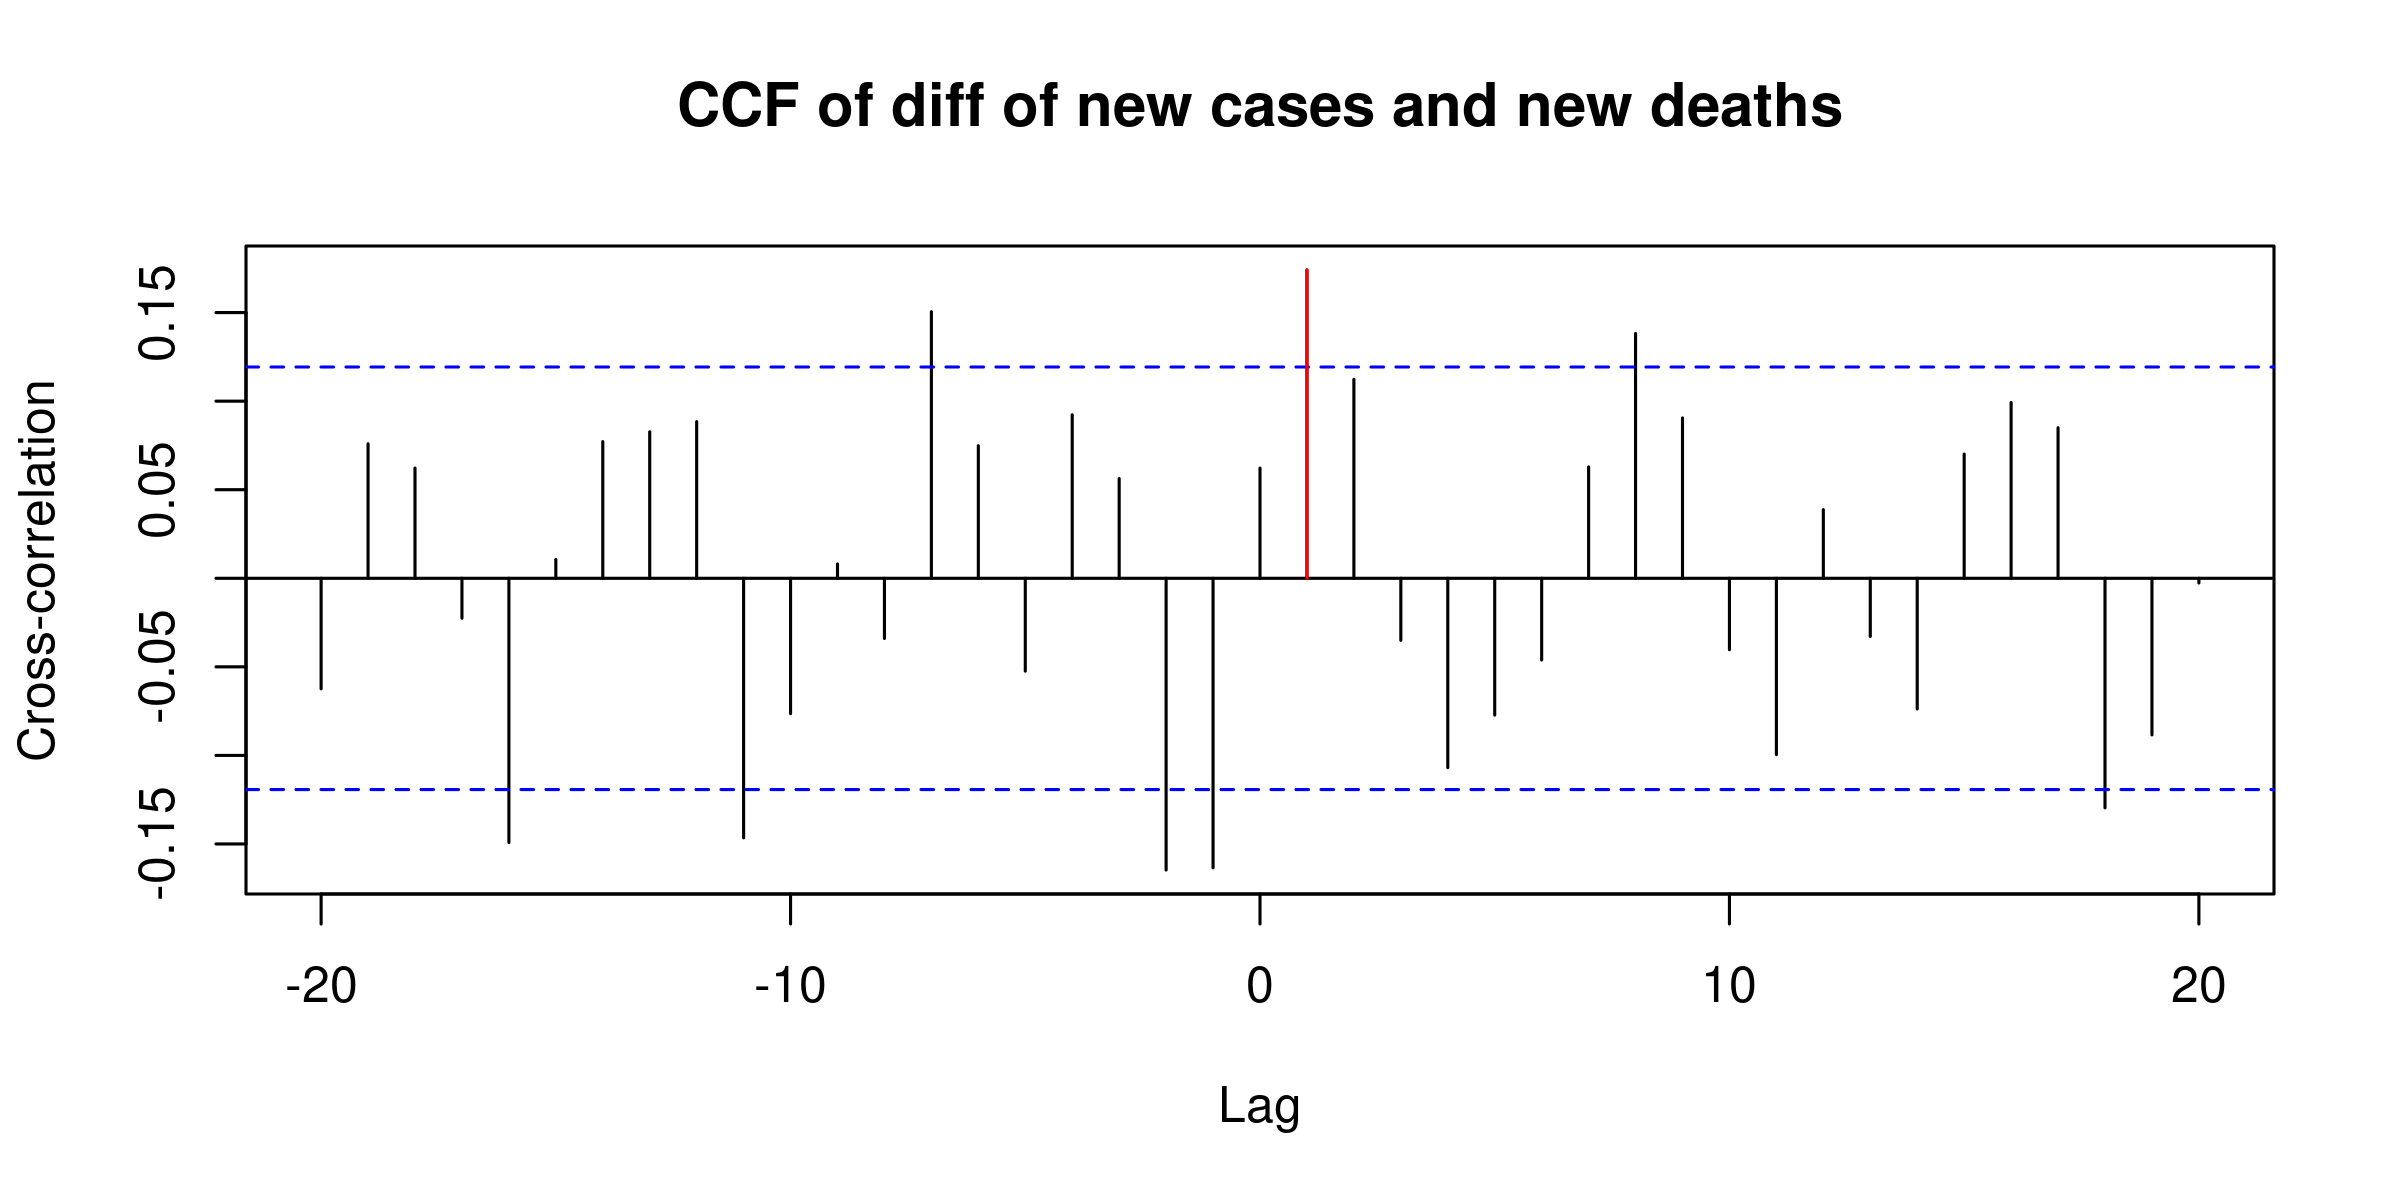 CCF of diff of new cases and new deaths
Cross-correlation
0.15
0.05
-0.05
-0.15
-20 -10 0 10 20
Lag